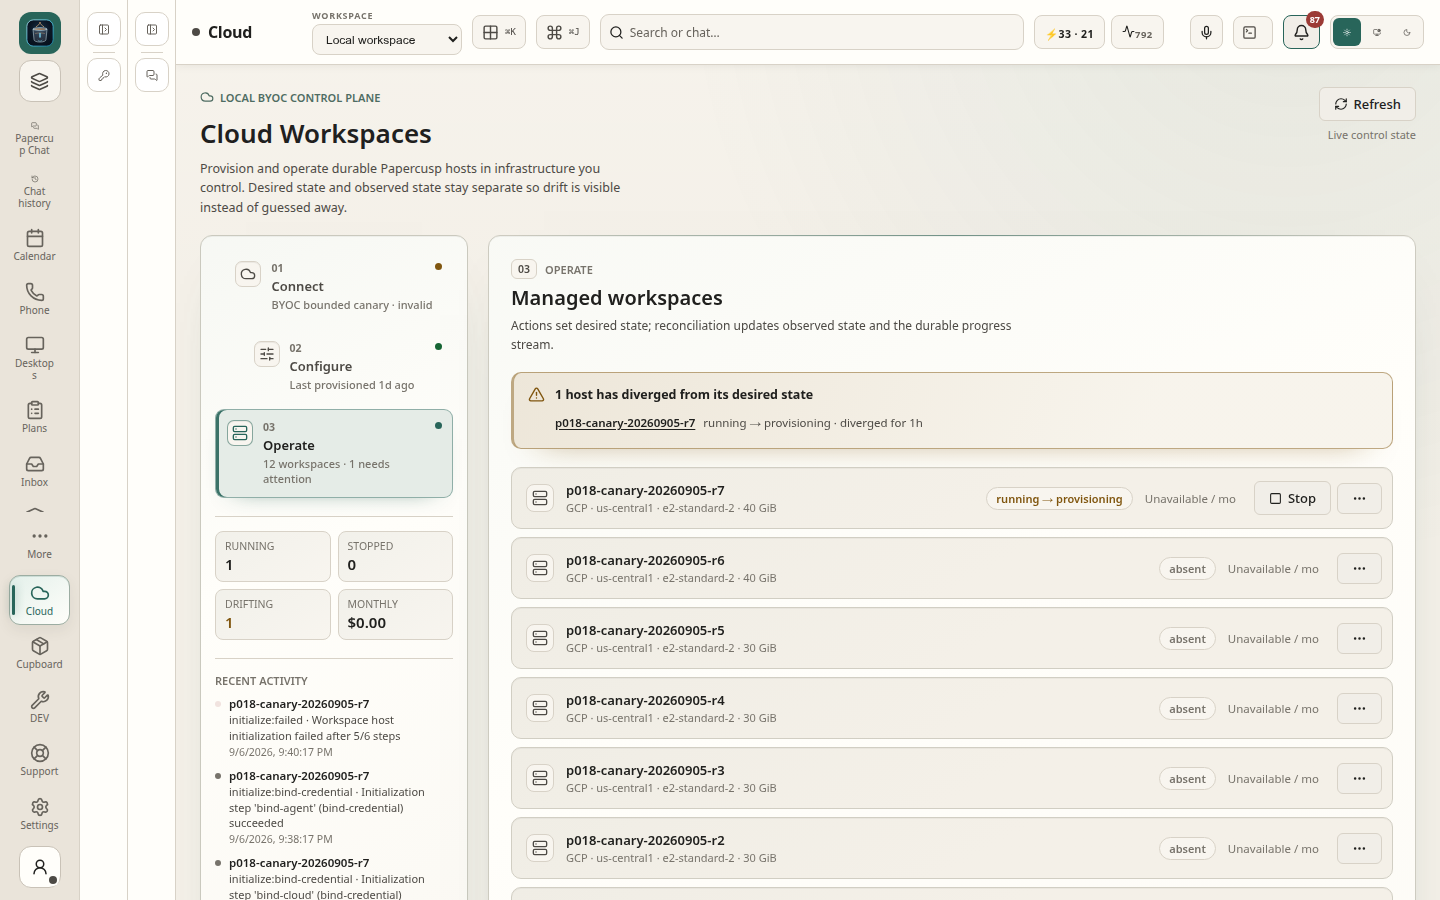 Cloud
WORKSPACE
Local workspace
⌘K
⌘J
Search or chat...
⚡33 · 21
792
87
Papercu
p Chat
Chat
history
Calendar
Phone
Desktop
s
Plans
Inbox
More
Cloud
Cupboard
DEV
Support
Settings
LOCAL BYOC CONTROL PLANE
Cloud Workspaces
Provision and operate durable Papercusp hosts in infrastructure you
control. Desired state and observed state stay separate so drift is visible
instead of guessed away.
Refresh
Live control state
01
Connect
BYOC bounded canary · invalid
02
Configure
Last provisioned 1d ago
03
Operate
12 workspaces · 1 needs
attention
RUNNING
1
STOPPED
0
DRIFTING
1
MONTHLY
$0.00
RECENT ACTIVITY
p018-canary-20260905-r7
initialize:failed · Workspace host
initialization failed after 5/6 steps
9/6/2026, 9:40:17 PM
p018-canary-20260905-r7
initialize:bind-credential · Initialization
step 'bind-agent' (bind-credential)
succeeded
9/6/2026, 9:38:17 PM
p018-canary-20260905-r7
initialize:bind-credential · Initialization
step 'bind-cloud' (bind-credential)
03 OPERATE
Managed workspaces
Actions set desired state; reconciliation updates observed state and the durable progress
stream.
1 host has diverged from its desired state
p018-canary-20260905-r7 running → provisioning · diverged for 1h
p018-canary-20260905-r7
GCP · us-central1 · e2-standard-2 · 40 GiB
running → provisioning
Unavailable / mo
Stop
p018-canary-20260905-r6
GCP · us-central1 · e2-standard-2 · 40 GiB
absent
Unavailable / mo
p018-canary-20260905-r5
GCP · us-central1 · e2-standard-2 · 30 GiB
absent
Unavailable / mo
p018-canary-20260905-r4
GCP · us-central1 · e2-standard-2 · 30 GiB
absent
Unavailable / mo
p018-canary-20260905-r3
GCP · us-central1 · e2-standard-2 · 30 GiB
absent
Unavailable / mo
p018-canary-20260905-r2
GCP · us-central1 · e2-standard-2 · 30 GiB
absent
Unavailable / mo